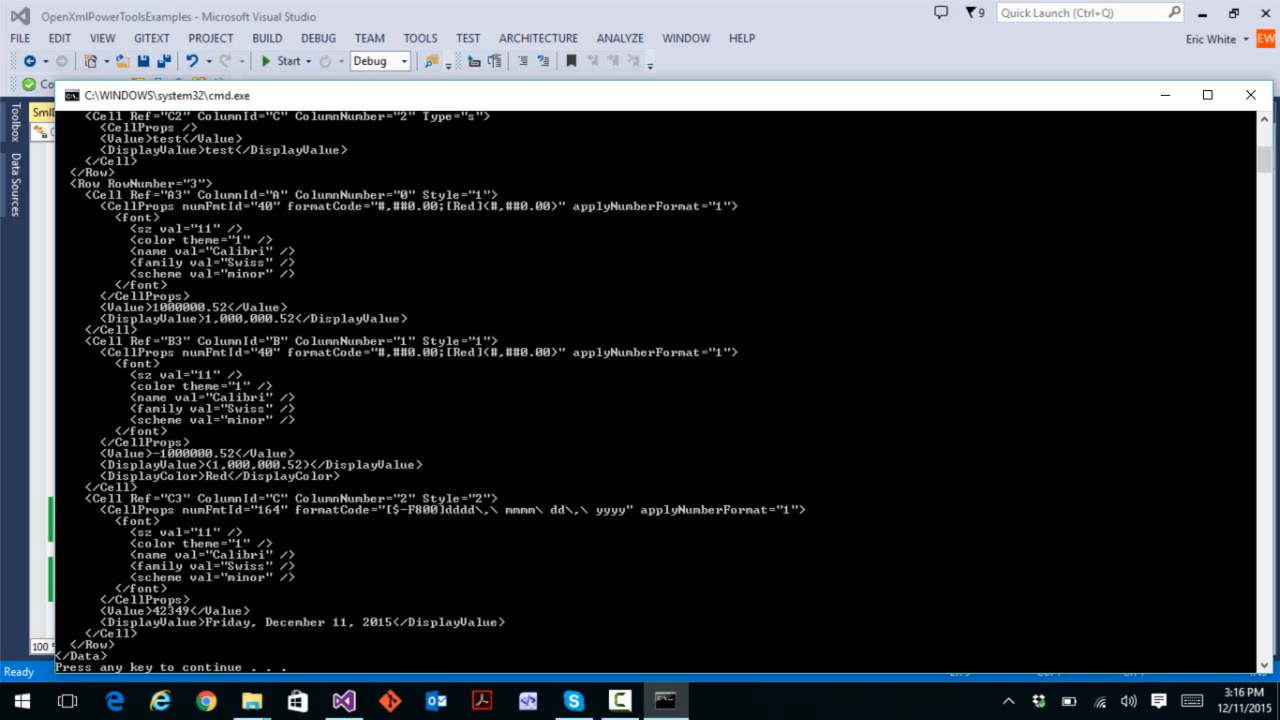 OpenXmlPowerToolsExamples - Microsoft Visual Studio
9
Quick Launch (Ctrl+Q)
FILE EDIT VIEW GITEXT PROJECT BUILD DEBUG TEAM TOOLS TEST ARCHITECTURE ANALYZE WINDOW HELP
Eric White EW
Start Debug
C:\WINDOWS\system32\cmd.exe
Toolbox
Data Sources
<Cell Ref="C2" ColumnId="C" ColumnNumber="2" Type="s">
<CellProps />
<Value>test</Value>
<DisplayValue>test</DisplayValue>
</Cell>
</Row>
<Row RowNumber="3">
<Cell Ref="A3" ColumnId="A" ColumnNumber="0" Style="1">
<CellProps numFmtId="40" formatCode="#,##0.00;[Red](#,##0.00)" applyNumberFormat="1">
<font>
<sz val="11" />
<color theme="1" />
<name val="Calibri" />
<family val="Swiss" />
<scheme val="minor" />
</font>
</CellProps>
<Value>1000000.52</Value>
<DisplayValue>1,000,000.52</DisplayValue>
</Cell>
<Cell Ref="B3" ColumnId="B" ColumnNumber="1" Style="1">
<CellProps numFmtId="40" formatCode="#,##0.00;[Red](#,##0.00)" applyNumberFormat="1">
<font>
<sz val="11" />
<color theme="1" />
<name val="Calibri" />
<family val="Swiss" />
<scheme val="minor" />
</font>
</CellProps>
<Value>-1000000.52</Value>
<DisplayValue>(1,000,000.52)</DisplayValue>
<DisplayColor>Red</DisplayColor>
</Cell>
<Cell Ref="C3" ColumnId="C" ColumnNumber="2" Style="2">
<CellProps numFmtId="164" formatCode="[$-F800]dddd\,\ mmmm\ dd\,\ yyyy" applyNumberFormat="1">
<font>
<sz val="11" />
<color theme="1" />
<name val="Calibri" />
<family val="Swiss" />
<scheme val="minor" />
</font>
</CellProps>
<Value>42349</Value>
<DisplayValue>Friday, December 11, 2015</DisplayValue>
</Cell>
</Row>
</Data>
Press any key to continue . . .
100 %
Ready
3:16 PM
12/11/2015